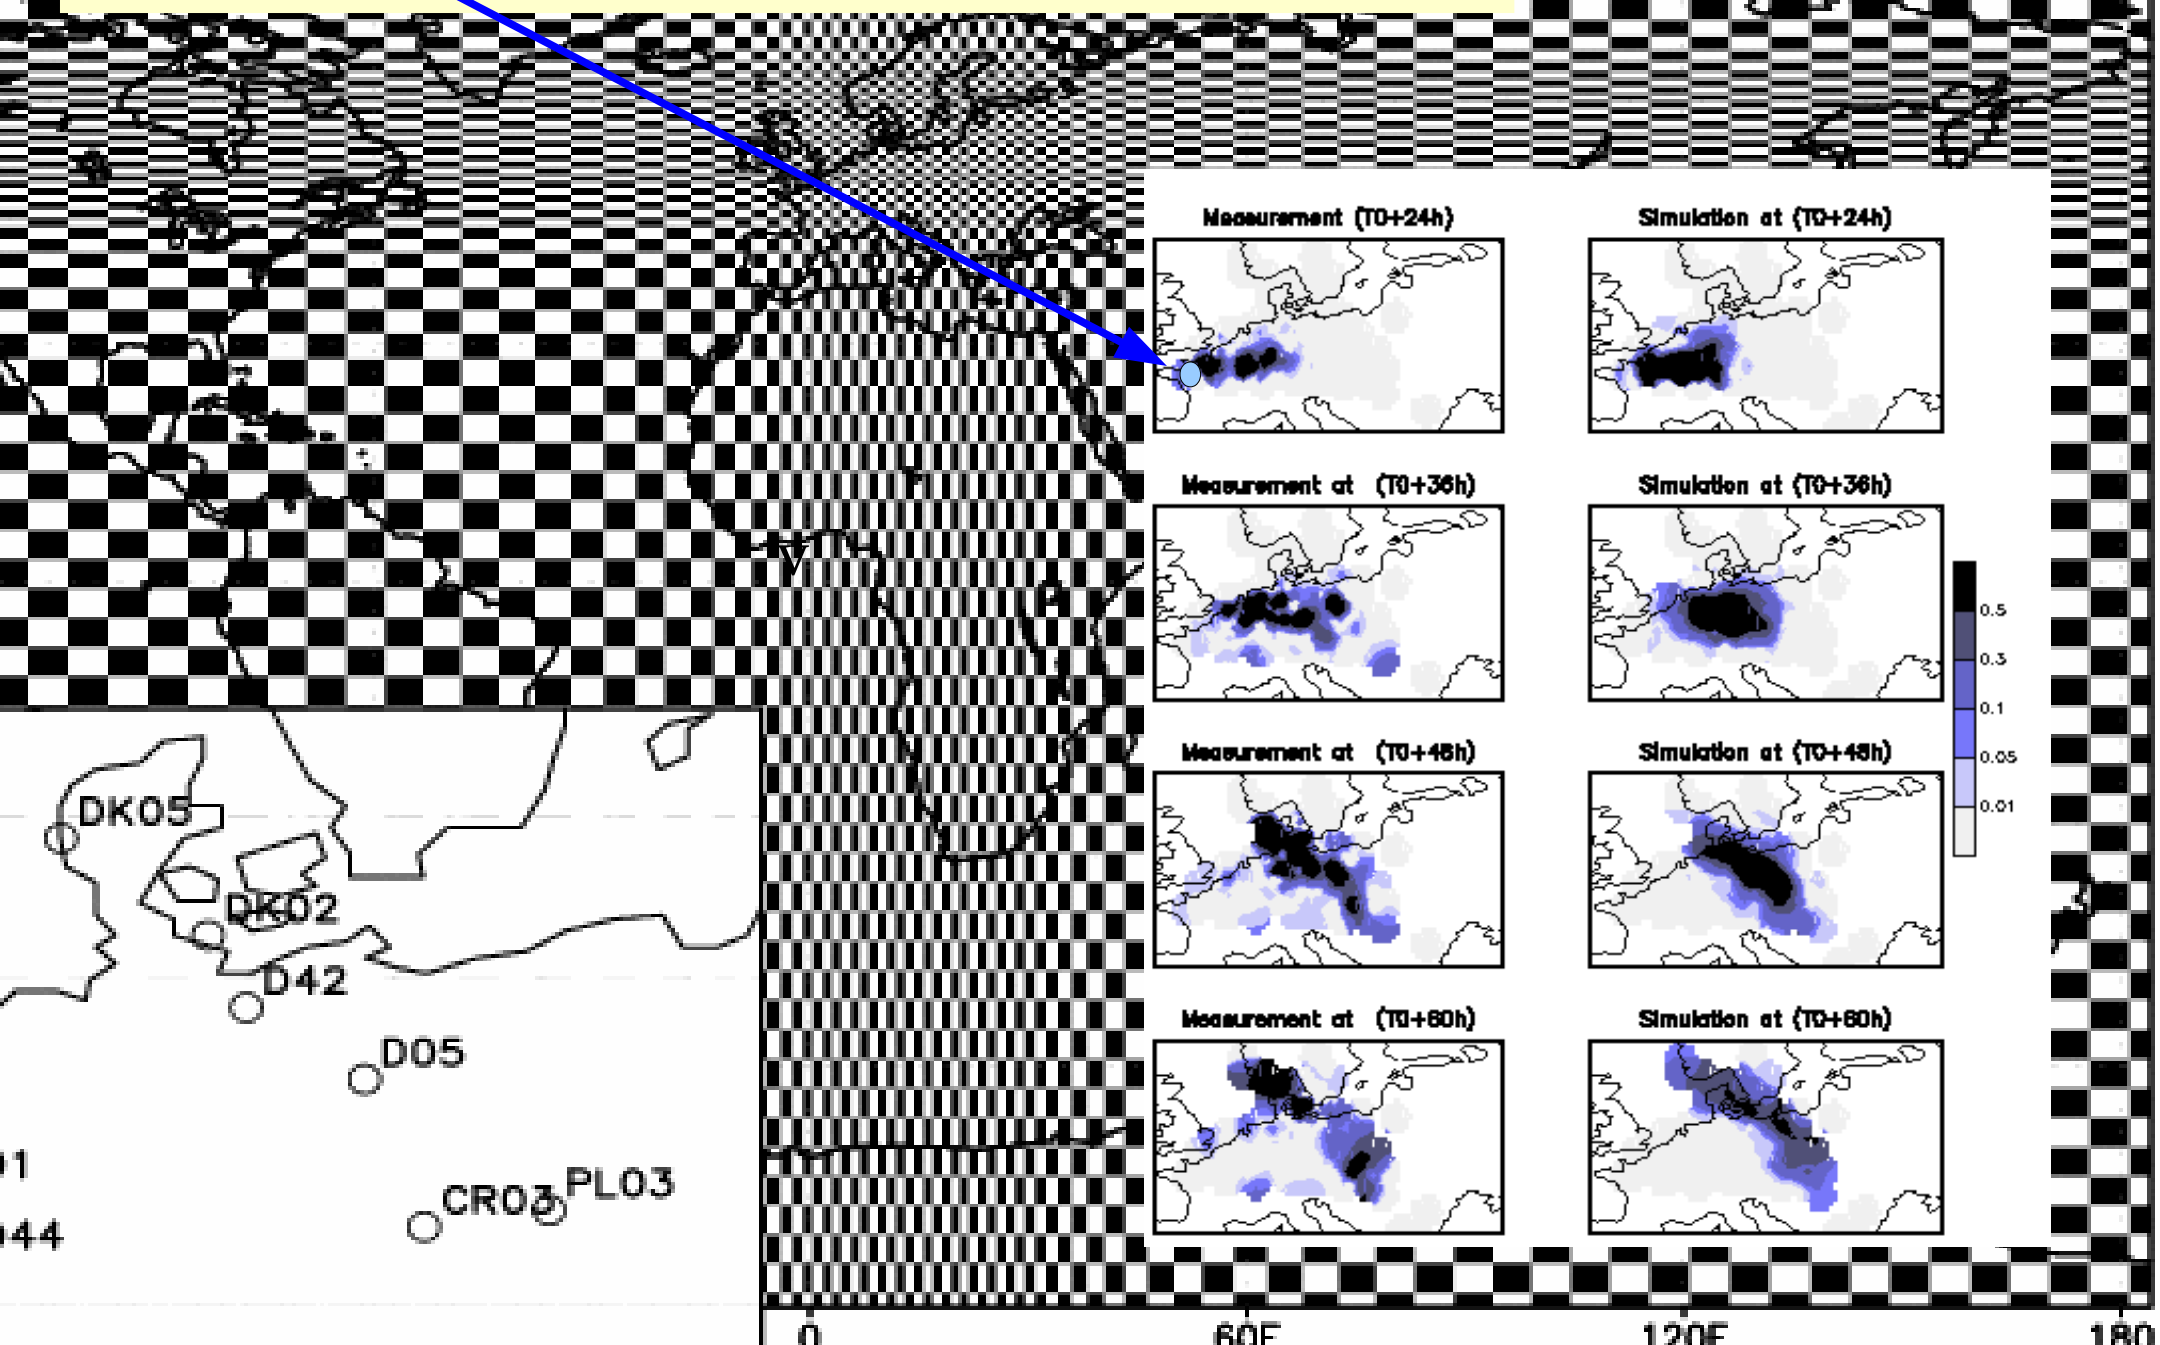 Measurement (T0+24h)
Simulation at (T0+24h)
Measurement at (T0+36h)
Simulation at (T0+36h)
0.5
0.3
0.1
0.05
0.01
Measurement at (T0+48h)
Simulation at (T0+48h)
Measurement at (T0+60h)
Simulation at (T0+60h)
DK05
DK02
D42
D05
CR03
PL03
44
0
60E
120E
180